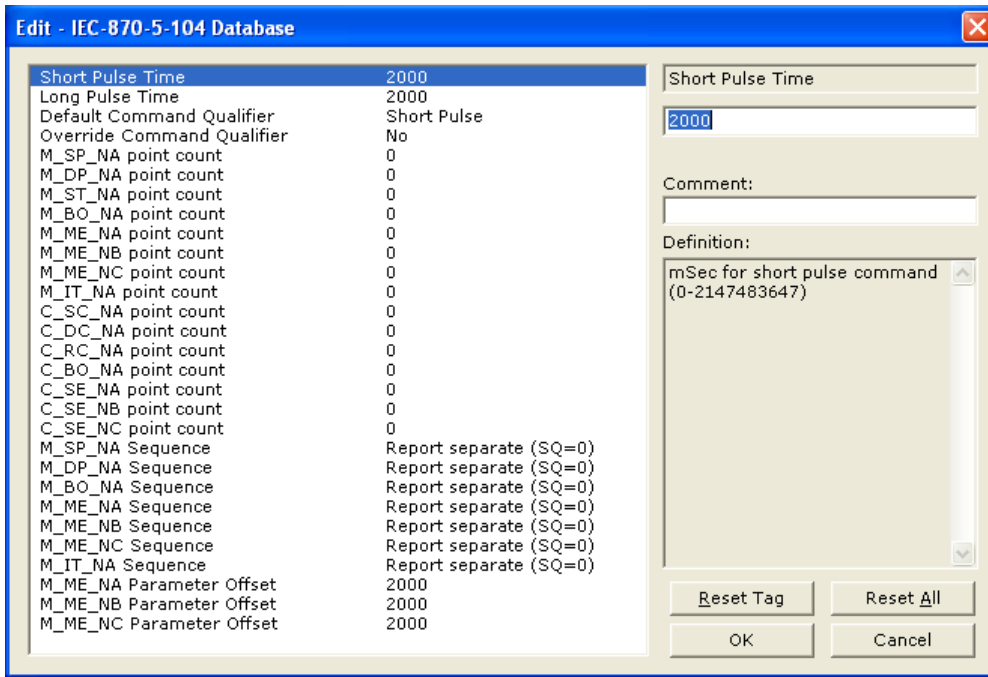 Edit - IEC-870-5-104 Database
Short Pulse Time 2000
Long Pulse Time 2000
Default Command Qualifier Short Pulse
Override Command Qualifier No
M_SP_NA point count 0
M_DP_NA point count 0
M_ST_NA point count 0
M_BO_NA point count 0
M_ME_NA point count 0
M_ME_NB point count 0
M_ME_NC point count 0
M_IT_NA point count 0
C_SC_NA point count 0
C_DC_NA point count 0
C_RC_NA point count 0
C_BO_NA point count 0
C_SE_NA point count 0
C_SE_NB point count 0
C_SE_NC point count 0
M_SP_NA Sequence Report separate (SQ=0)
M_DP_NA Sequence Report separate (SQ=0)
M_BO_NA Sequence Report separate (SQ=0)
M_ME_NA Sequence Report separate (SQ=0)
M_ME_NB Sequence Report separate (SQ=0)
M_ME_NC Sequence Report separate (SQ=0)
M_IT_NA Sequence Report separate (SQ=0)
M_ME_NA Parameter Offset 2000
M_ME_NB Parameter Offset 2000
M_ME_NC Parameter Offset 2000
Short Pulse Time
2000
Comment:
Definition:
mSec for short pulse command
(0-2147483647)
Reset Tag Reset All
OK Cancel